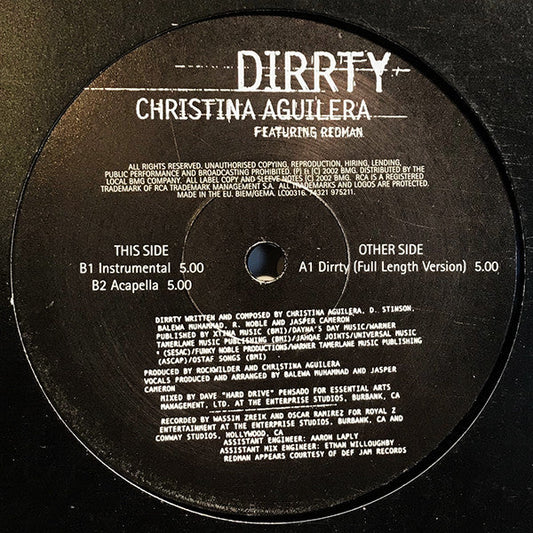 DIRRTY
CHRISTINA AGUILERA
FEATURING REDMAN
ALL RIGHTS RESERVED. UNAUTHORISED COPYING, REPRODUCTION, HIRING, LENDING,
PUBLIC PERFORMANCE AND BROADCASTING PROHIBITED. (P) & (C) 2002 BMG. DISTRIBUTED BY THE
LOCAL BMG COMPANY. ALL LABEL COPY AND SLEEVE NOTES (C) 2002 BMG. RCA IS A REGISTERED
TRADEMARK OF RCA TRADEMARK MANAGEMENT S.A. ALL TRADEMARKS AND LOGOS ARE PROTECTED.
MADE IN THE EU. BIEM/GEMA. LC00316. 74321 975211.
THIS SIDE
B1 Instrumental 5.00
B2 Acapella 5.00
OTHER SIDE
A1 Dirrty (Full Length Version) 5.00
DIRRTY WRITTEN AND COMPOSED BY CHRISTINA AGUILERA, D. STINSON,
BALEWA MUHAMMAD, R. NOBLE AND JASPER CAMERON
PUBLISHED BY XTINA MUSIC (BMI)/DAYNA'S DAY MUSIC/WARNER
TAMERLANE MUSIC PUBLISHING (BMI)/JAHQAE JOINTS/UNIVERSAL MUSIC
* (SESAC)/FUNKY NOBLE PRODUCTIONS/WARNER TAMERLANE MUSIC PUBLISHING
(ASCAP)/OSTAF SONGS (BMI)
PRODUCED BY ROCKWILDER AND CHRISTINA AGUILERA
VOCALS PRODUCED AND ARRANGED BY BALEWA MUHAMMAD AND JASPER
CAMERON
MIXED BY DAVE "HARD DRIVE" PENSADO FOR ESSENTIAL ARTS
MANAGEMENT, LTD. AT THE ENTERPRISE STUDIOS, BURBANK, CA
RECORDED BY WASSIM ZREIK AND OSCAR RAMIREZ FOR ROYAL Z
ENTERTAINMENT AT THE ENTERPRISE STUDIOS, BURBANK, CA AND
CONWAY STUDIOS, HOLLYWOOD, CA
ASSISTANT ENGINEER: AARON LAPLY
ASSISTANT MIX ENGINEER: ETHAN WILLOUGHBY
REDMAN APPEARS COURTESY OF DEF JAM RECORDS